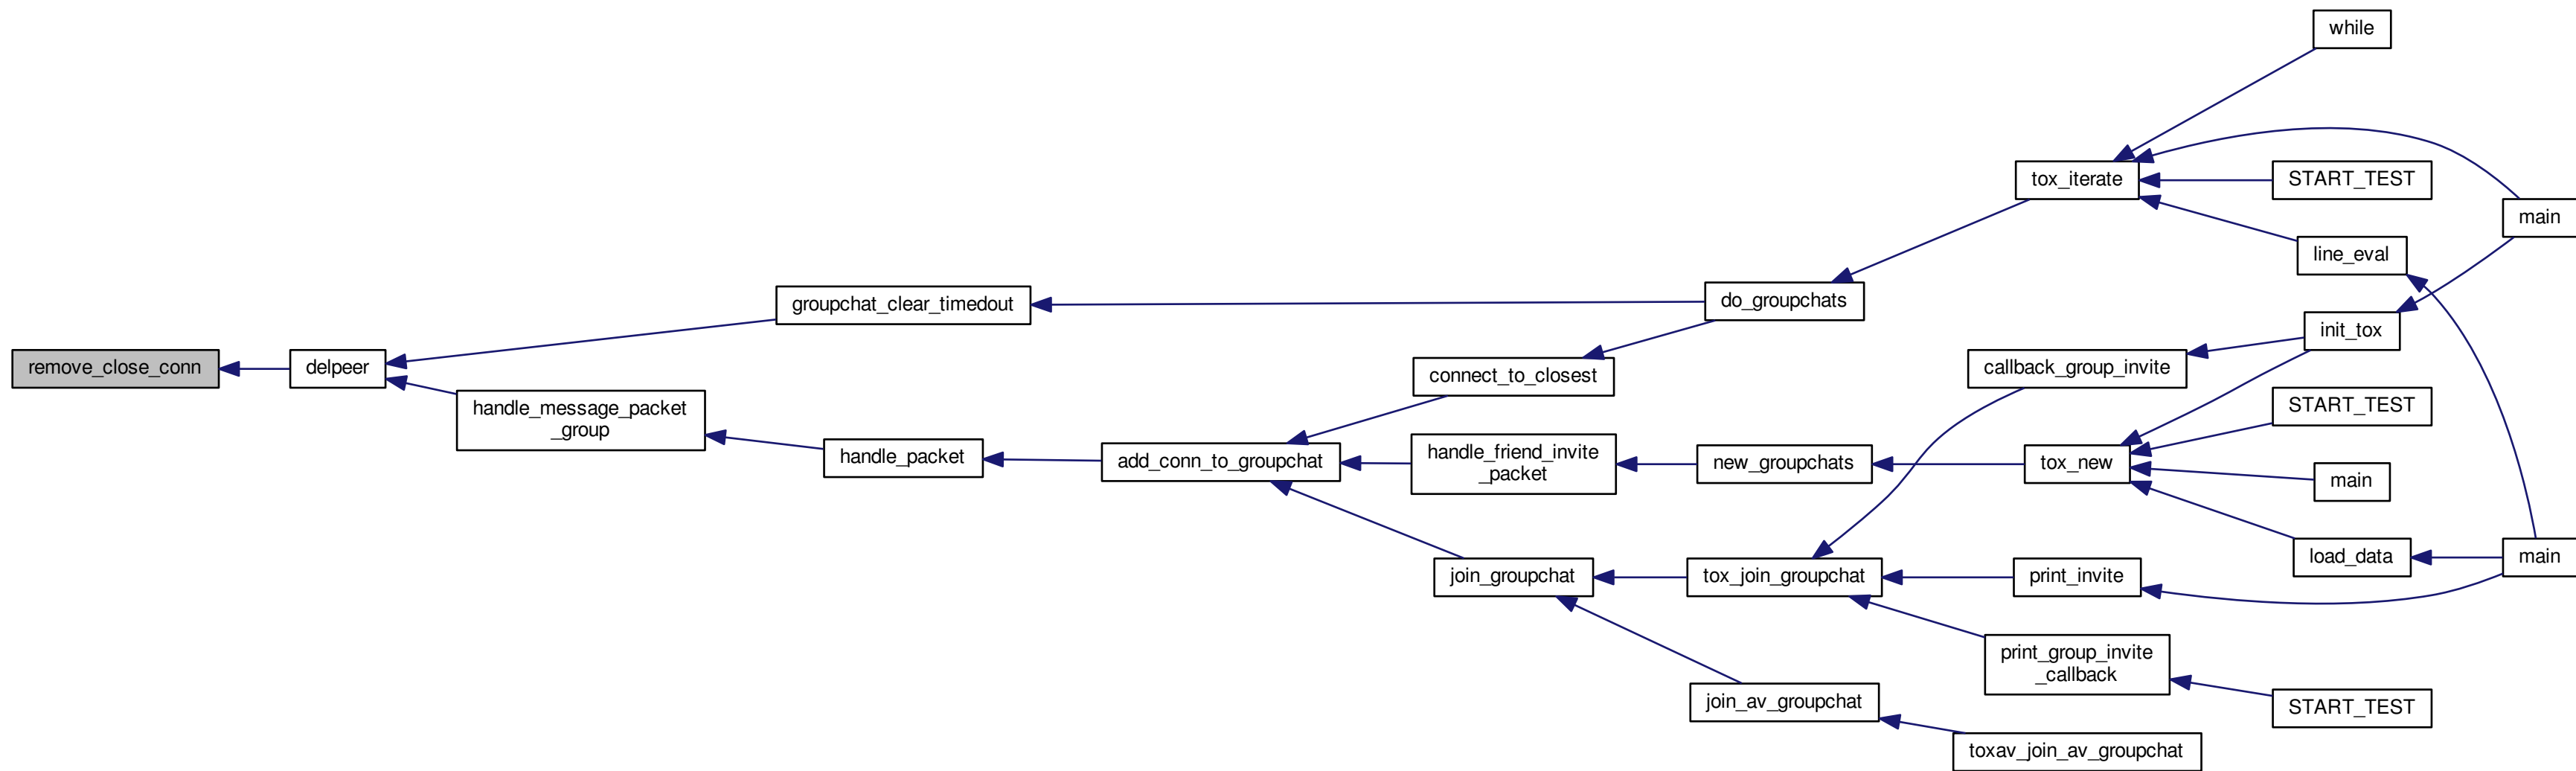 while
tox_iterate
START_TEST
main
line_eval
groupchat_clear_timedout
do_groupchats
init_tox
remove_close_conn
delpeer
connect_to_closest
callback_group_invite
handle_message_packet
_group
START_TEST
handle_packet
add_conn_to_groupchat
handle_friend_invite
_packet
new_groupchats
tox_new
main
join_groupchat
tox_join_groupchat
print_invite
load_data
main
print_group_invite
_callback
join_av_groupchat
START_TEST
toxav_join_av_groupchat